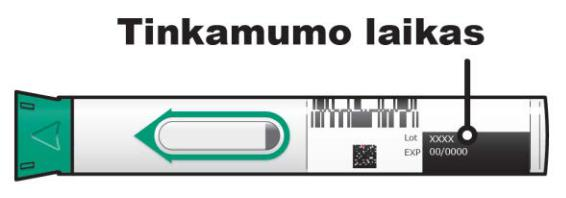 Tinkamumo laikas
Lot XXXX
EXP 00/0000